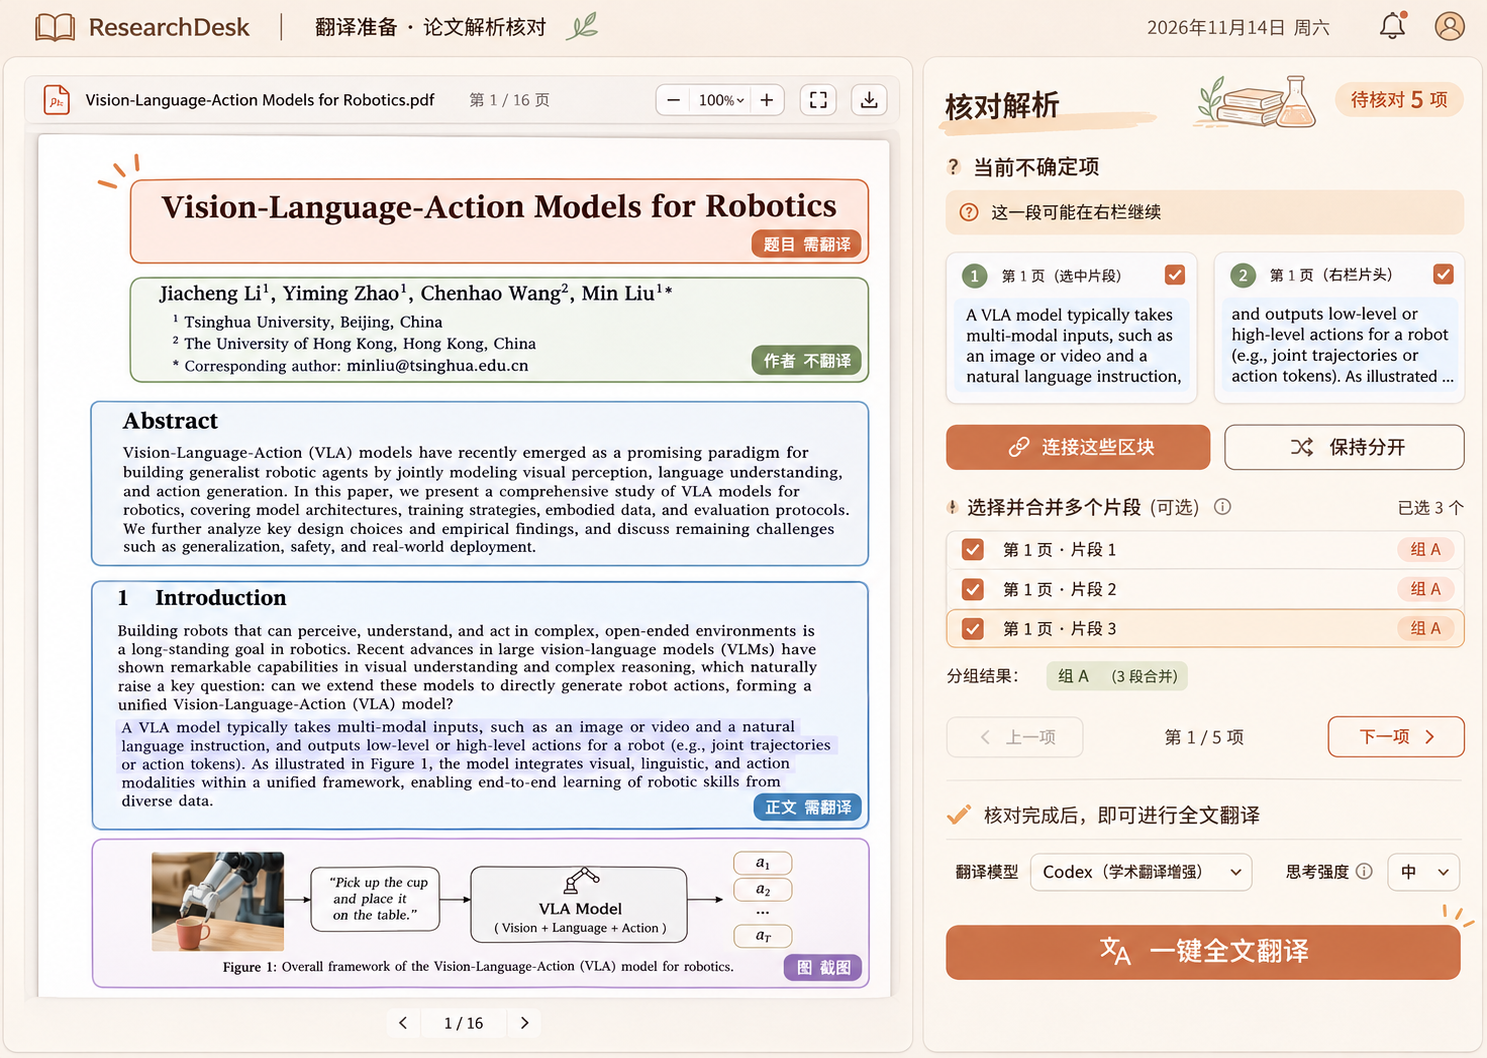 ResearchDesk
翻译准备 · 论文解析核对
2026年11月14日 周六
Vision-Language-Action Models for Robotics.pdf
第 1 / 16 页
100%
Vision-Language-Action Models for Robotics
题目 需翻译
Jiacheng Li¹, Yiming Zhao¹, Chenhao Wang², Min Liu¹*
¹ Tsinghua University, Beijing, China
² The University of Hong Kong, Hong Kong, China
* Corresponding author: minliu@tsinghua.edu.cn
作者 不翻译
Abstract
Vision-Language-Action (VLA) models have recently emerged as a promising paradigm for
building generalist robotic agents by jointly modeling visual perception, language understanding,
and action generation. In this paper, we present a comprehensive study of VLA models for
robotics, covering model architectures, training strategies, embodied data, and evaluation protocols.
We further analyze key design choices and empirical findings, and discuss remaining challenges
such as generalization, safety, and real-world deployment.
1 Introduction
Building robots that can perceive, understand, and act in complex, open-ended environments is
a long-standing goal in robotics. Recent advances in large vision-language models (VLMs) have
shown remarkable capabilities in visual understanding and complex reasoning, which naturally
raise a key question: can we extend these models to directly generate robot actions, forming a
unified Vision-Language-Action (VLA) model?
A VLA model typically takes multi-modal inputs, such as an image or video and a natural
language instruction, and outputs low-level or high-level actions for a robot (e.g., joint trajectories
or action tokens). As illustrated in Figure 1, the model integrates visual, linguistic, and action
modalities within a unified framework, enabling end-to-end learning of robotic skills from
diverse data.
正文 需翻译
“Pick up the cup
and place it
on the table.”
VLA Model
( Vision + Language + Action )
a₁
a₂
...
a_T
Figure 1: Overall framework of the Vision-Language-Action (VLA) model for robotics.
图 截图
1 / 16
核对解析
待核对 5 项
? 当前不确定项
? 这一段可能在右栏继续
1 第 1 页（选中片段）
A VLA model typically takes
multi-modal inputs, such as
an image or video and a
natural language instruction,
2 第 1 页（右栏片头）
and outputs low-level or
high-level actions for a robot
(e.g., joint trajectories or
action tokens). As illustrated ...
连接这些区块
保持分开
选择并合并多个片段 (可选)
已选 3 个
第 1 页 · 片段 1
组 A
第 1 页 · 片段 2
组 A
第 1 页 · 片段 3
组 A
分组结果：
组 A （3 段合并）
上一项
第 1 / 5 项
下一项
核对完成后，即可进行全文翻译
翻译模型
Codex（学术翻译增强）
思考强度
中
文A 一键全文翻译